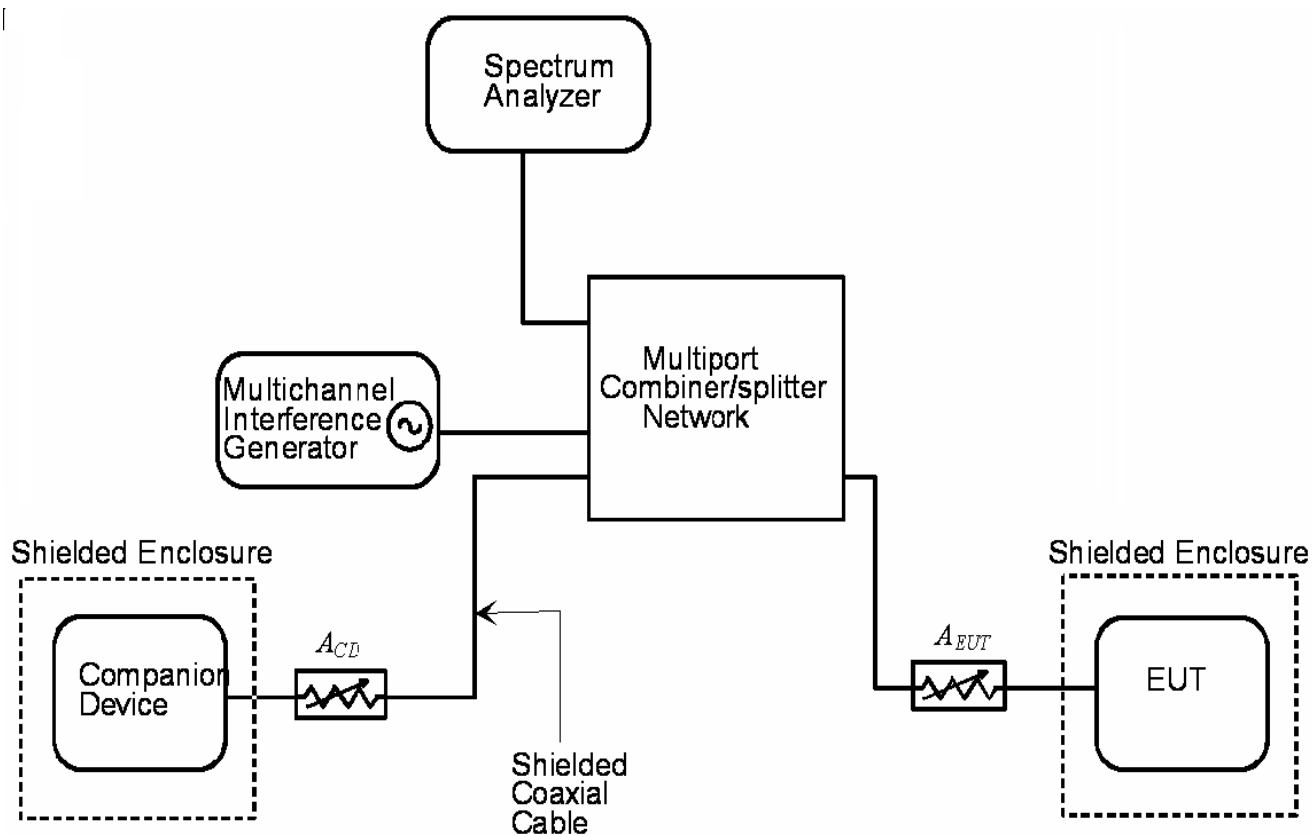 Spectrum
Analyzer
Multiport
Combiner/splitter
Network
Multichannel
Interference
Generator
Shielded Enclosure
Shielded Enclosure
A_CD
A_EUT
Companion
Device
EUT
Shielded
Coaxial
Cable